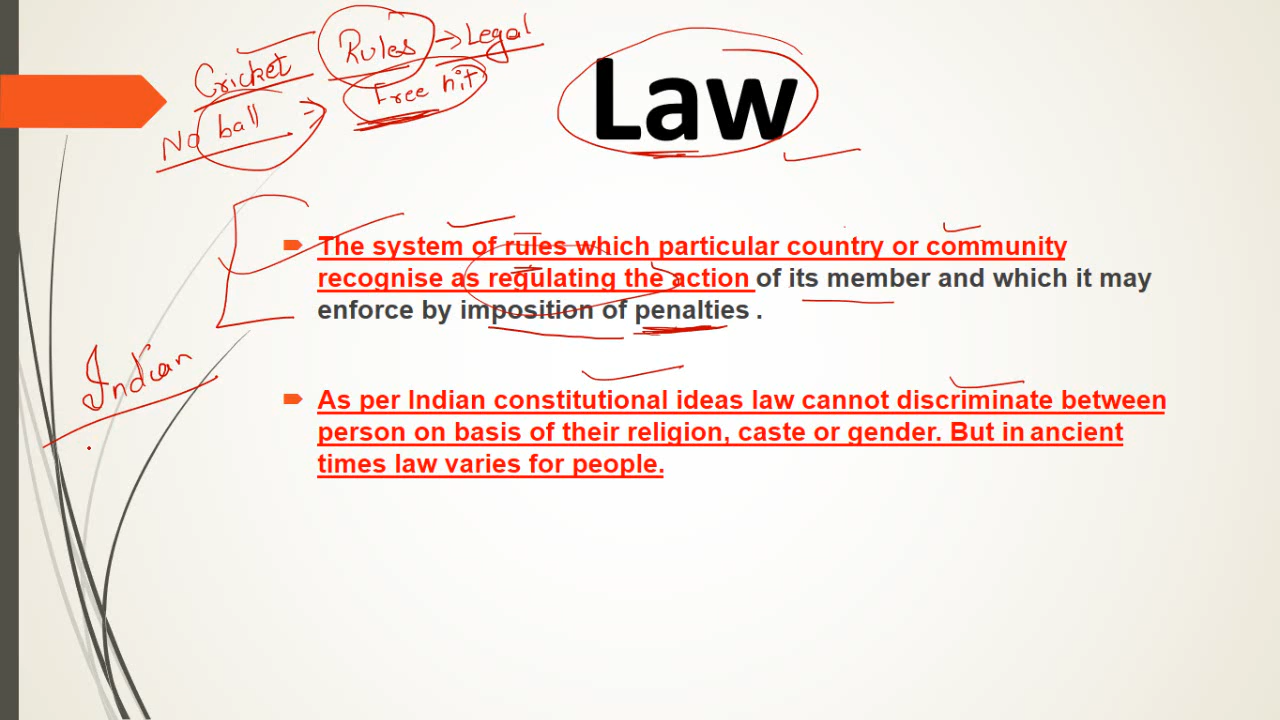 Cricket Rules → Legal
No ball ⇒ Free hit
Law
The system of rules which particular country or community
recognise as regulating the action of its member and which it may
enforce by imposition of penalties .
Indian
As per Indian constitutional ideas law cannot discriminate between
person on basis of their religion, caste or gender. But in ancient
times law varies for people.